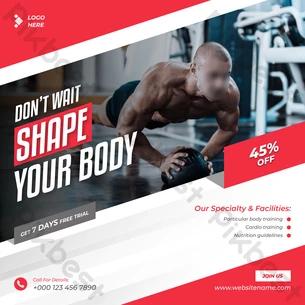 LOGO
HERE
DON'T WAIT
SHAPE
YOUR BODY
45%
OFF
GET 7 DAYS FREE TRIAL
Our Specialty & Facilities:
Particular body training
Cardio training
Nutrition guidelines
Call For Details:
+000 123 456 7890
JOIN US
www.websitename.com
pikbest